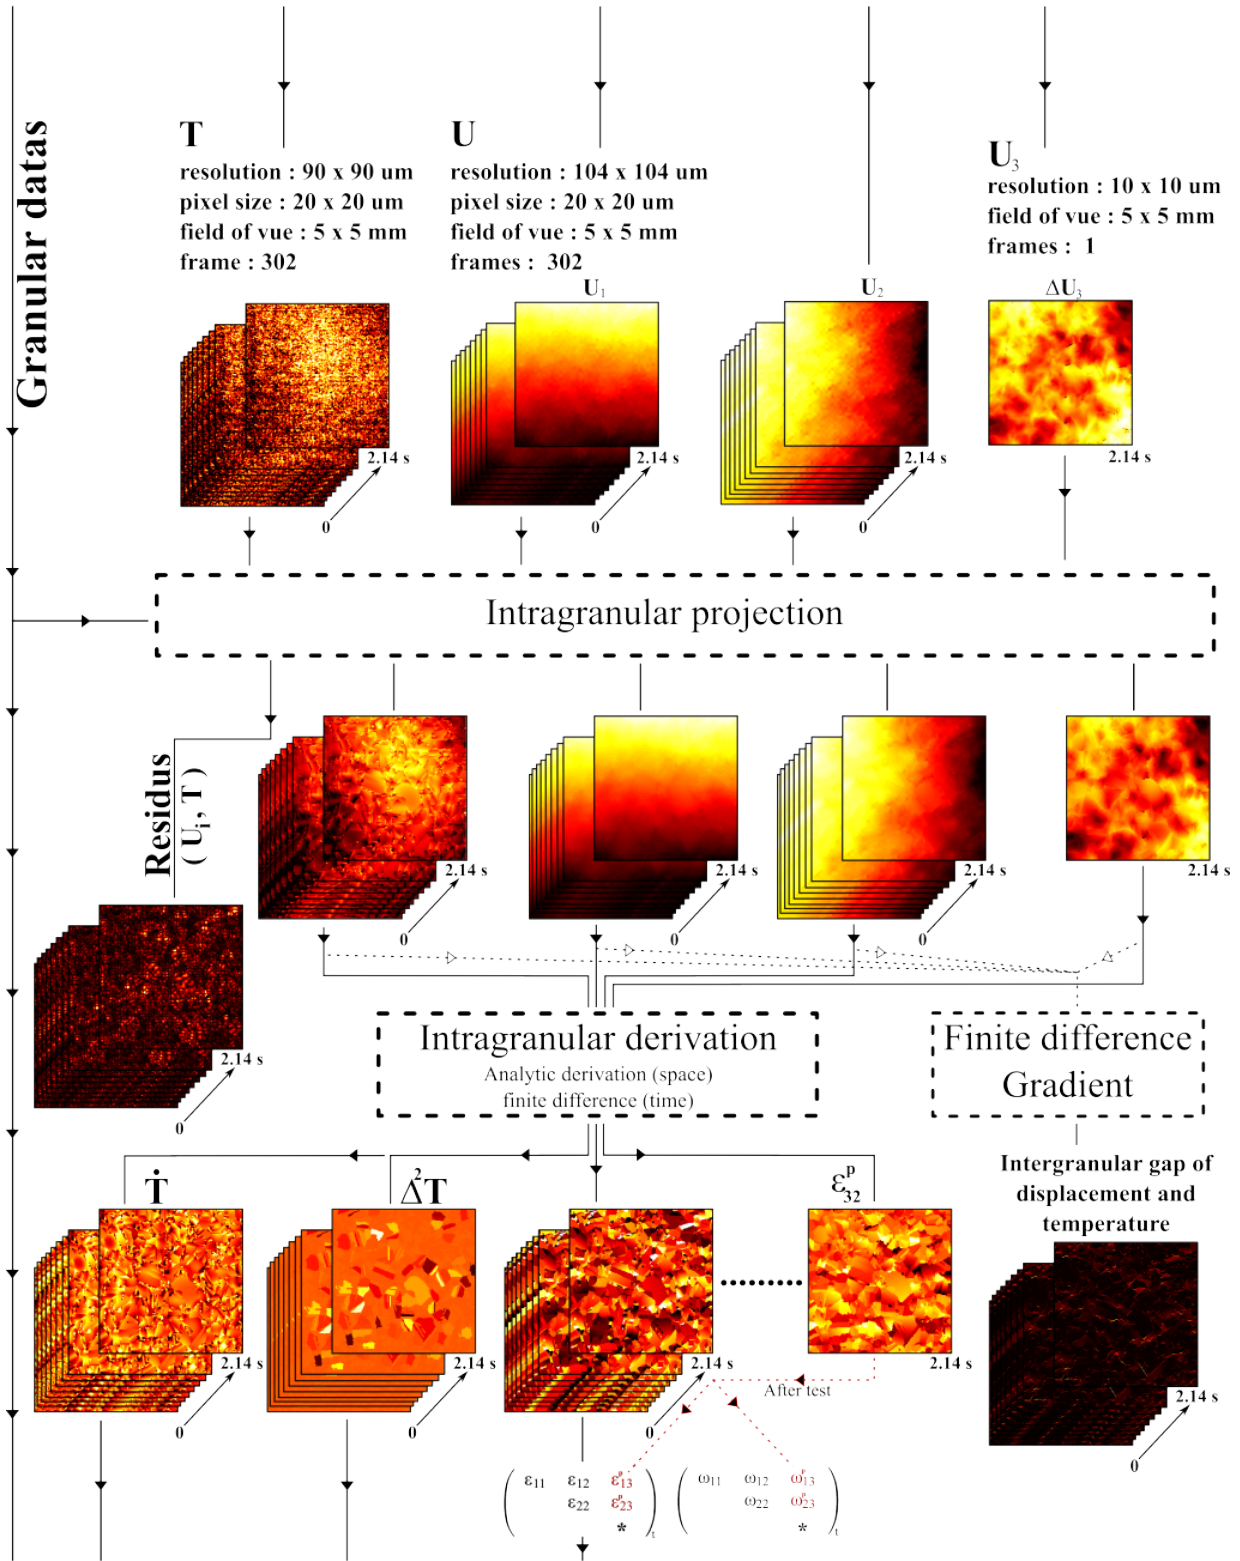 Granular datas
T
resolution : 90 x 90 um
pixel size : 20 x 20 um
field of vue : 5 x 5 mm
frame : 302
U
resolution : 104 x 104 um
pixel size : 20 x 20 um
field of vue : 5 x 5 mm
frames :  302
U₃
resolution : 10 x 10 um
field of vue : 5 x 5 mm
frames :  1
U₁
U₂
ΔU₃
2.14 s
0
2.14 s
0
2.14 s
0
2.14 s
Intragranular projection
Residus
( Uᵢ, T )
2.14 s
0
2.14 s
0
2.14 s
0
2.14 s
2.14 s
0
Intragranular derivation
Analytic derivation (space)
finite difference (time)
Finite difference
Gradient
Ṫ
Δ²T
ε₃₂ᵖ
Intergranular gap of
displacement and
temperature
2.14 s
0
2.14 s
0
2.14 s
0
2.14 s
2.14 s
0
After test
ε₁₁ ε₁₂ ε₁₃ᵖ
ε₂₂ ε₂₃ᵖ
* t
ω₁₁ ω₁₂ ω₁₃ᵖ
ω₂₂ ω₂₃ᵖ
* t